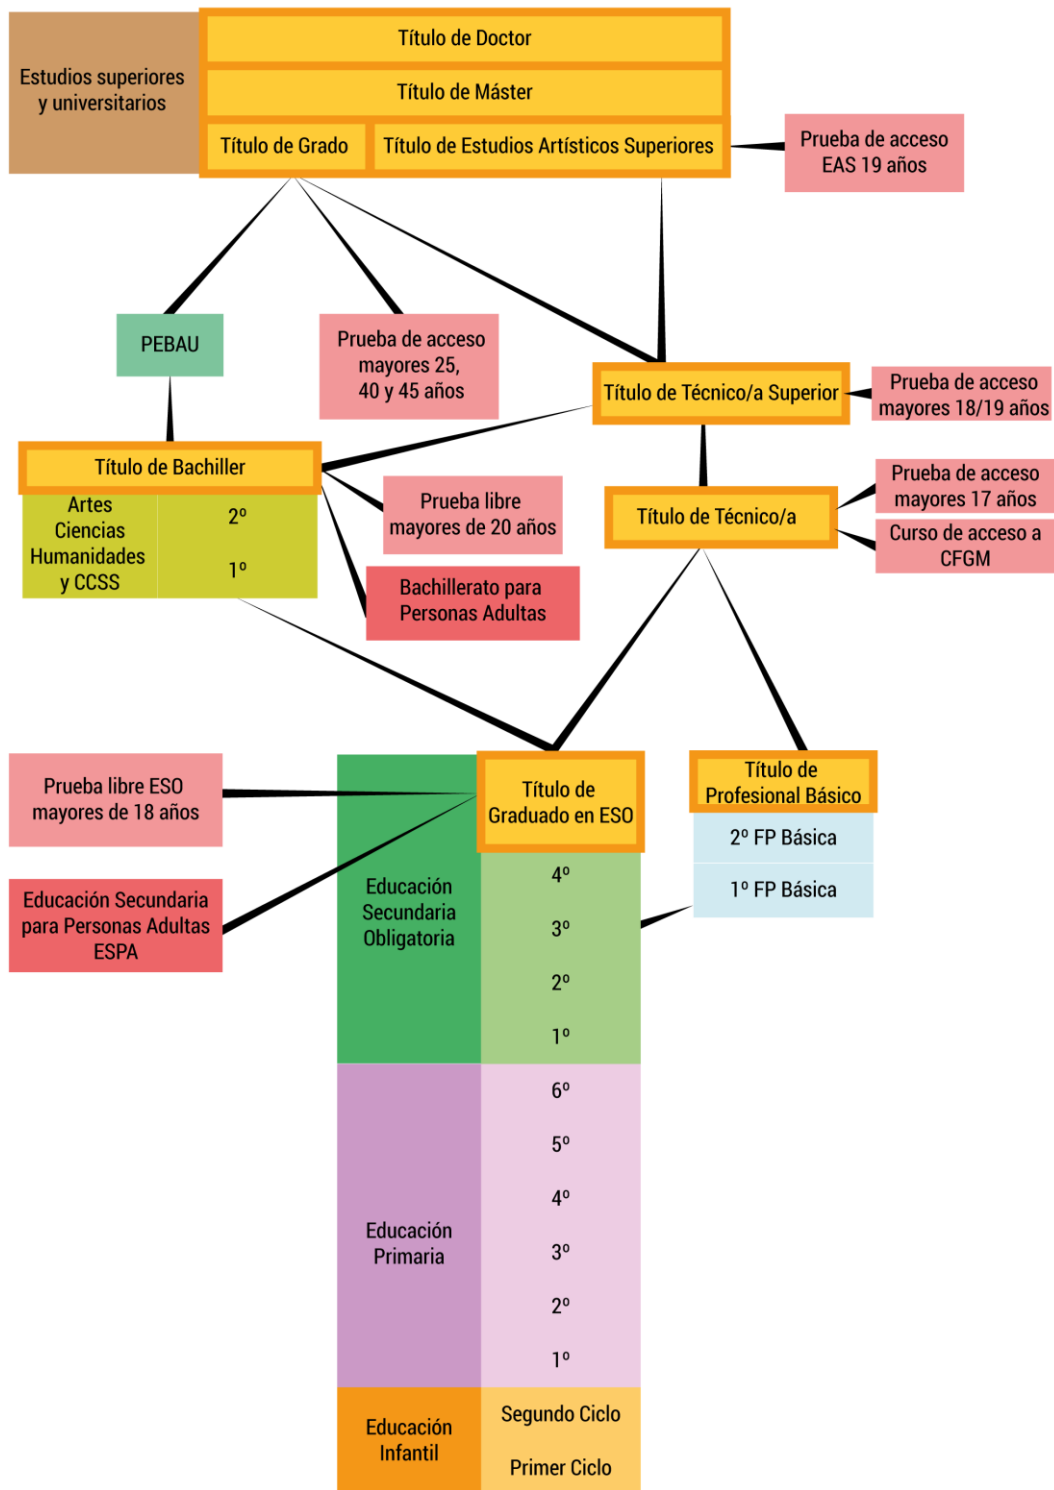 Estudios superiores
y universitarios
Título de Doctor
Título de Máster
Título de Grado
Título de Estudios Artísticos Superiores
Prueba de acceso
EAS 19 años
PEBAU
Prueba de acceso
mayores 25,
40 y 45 años
Título de Técnico/a Superior
Prueba de acceso
mayores 18/19 años
Título de Bachiller
Artes
Ciencias
Humanidades
y CCSS
2º
1º
Prueba libre
mayores de 20 años
Bachillerato para
Personas Adultas
Título de Técnico/a
Prueba de acceso
mayores 17 años
Curso de acceso a
CFGM
Prueba libre ESO
mayores de 18 años
Educación Secundaria
para Personas Adultas
ESPA
Título de
Graduado en ESO
Título de
Profesional Básico
2º FP Básica
1º FP Básica
Educación
Secundaria
Obligatoria
4º
3º
2º
1º
Educación
Primaria
6º
5º
4º
3º
2º
1º
Educación
Infantil
Segundo Ciclo
Primer Ciclo